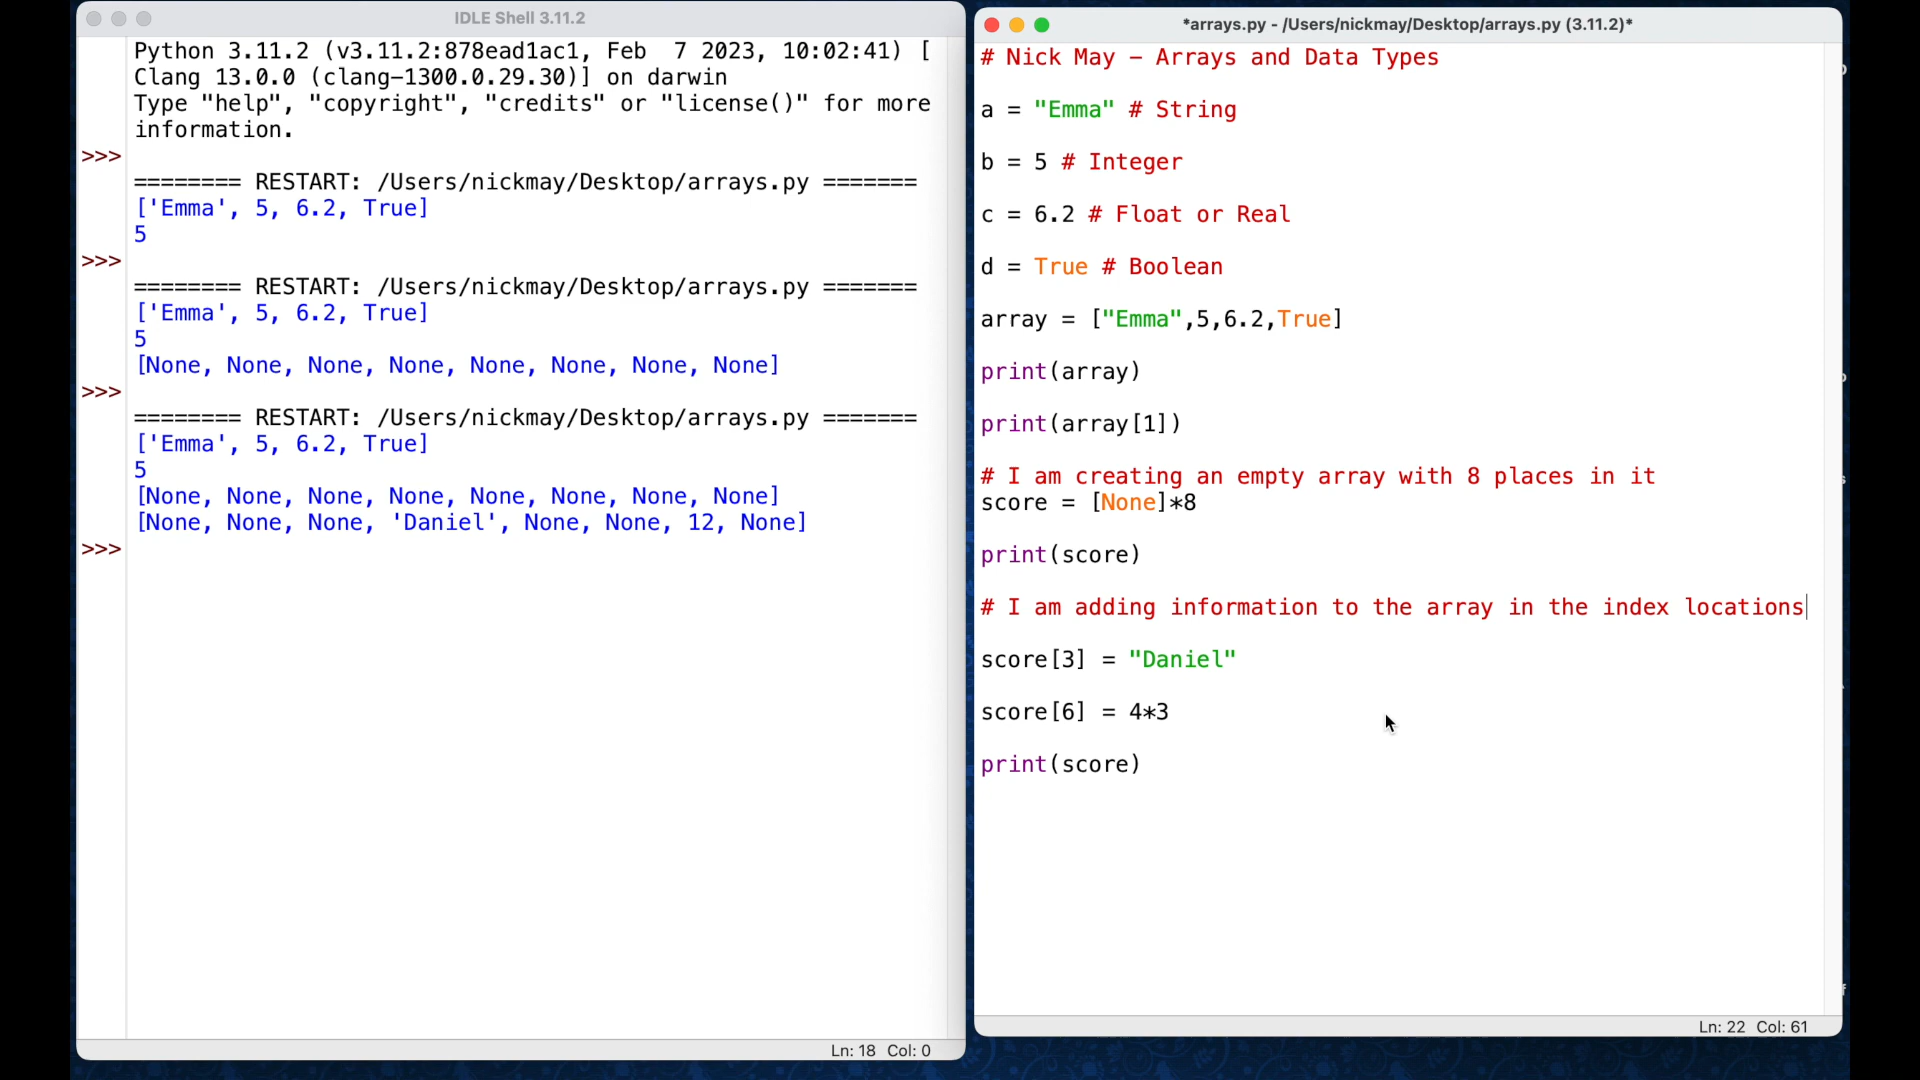 IDLE Shell 3.11.2
Python 3.11.2 (v3.11.2:878ead1ac1, Feb  7 2023, 10:02:41) [
Clang 13.0.0 (clang-1300.0.29.30)] on darwin
Type "help", "copyright", "credits" or "license()" for more
information.
>>>
======== RESTART: /Users/nickmay/Desktop/arrays.py =======
['Emma', 5, 6.2, True]
5
>>>
======== RESTART: /Users/nickmay/Desktop/arrays.py =======
['Emma', 5, 6.2, True]
5
[None, None, None, None, None, None, None, None]
>>>
======== RESTART: /Users/nickmay/Desktop/arrays.py =======
['Emma', 5, 6.2, True]
5
[None, None, None, None, None, None, None, None]
[None, None, None, 'Daniel', None, None, 12, None]
>>>
Ln: 18  Col: 0
*arrays.py - /Users/nickmay/Desktop/arrays.py (3.11.2)*
# Nick May – Arrays and Data Types
a = "Emma" # String
b = 5 # Integer
c = 6.2 # Float or Real
d = True # Boolean
array = ["Emma",5,6.2,True]
print(array)
print(array[1])
# I am creating an empty array with 8 places in it
score = [None]*8
print(score)
# I am adding information to the array in the index locations
score[3] = "Daniel"
score[6] = 4*3
print(score)
Ln: 22  Col: 61